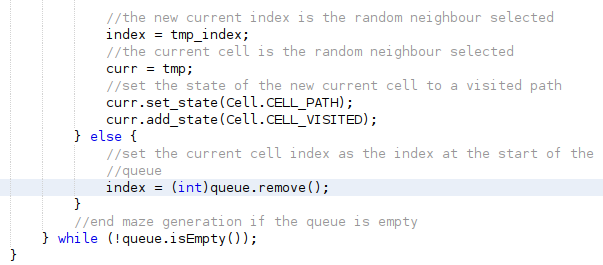 //the new current index is the random neighbour selected
index = tmp_index;
//the current cell is the random neighbour selected
curr = tmp;
//set the state of the new current cell to a visited path
curr.set_state(Cell.CELL_PATH);
curr.add_state(Cell.CELL_VISITED);
} else {
//set the current cell index as the index at the start of the
//queue
index = (int)queue.remove();
}
//end maze generation if the queue is empty
} while (!queue.isEmpty());
}